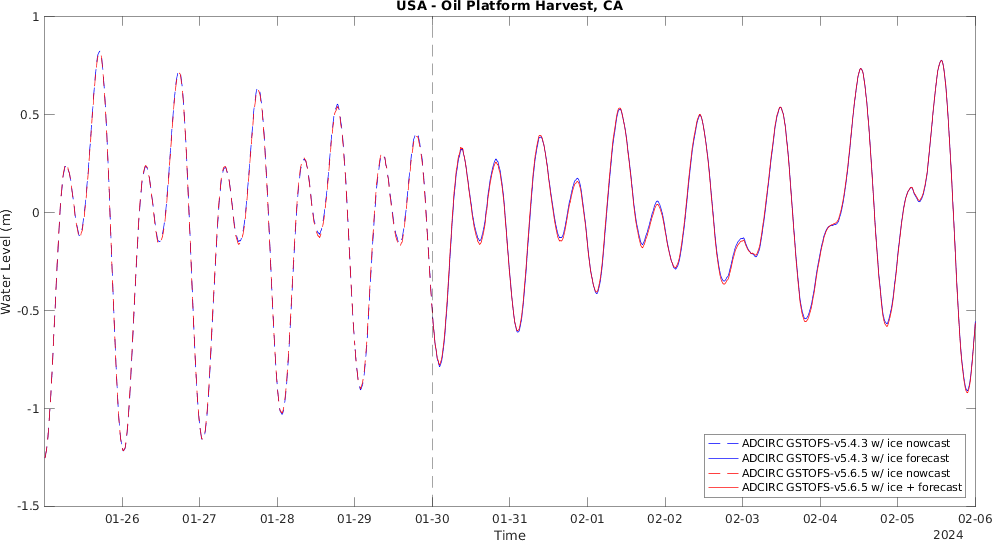 USA - Oil Platform Harvest, CA
Water Level (m)
1
0.5
0
-0.5
-1
-1.5
01-26 01-27 01-28 01-29 01-30 01-31 02-01 02-02 02-03 02-04 02-05 02-06
Time
2024
ADCIRC GSTOFS-v5.4.3 w/ ice nowcast
ADCIRC GSTOFS-v5.4.3 w/ ice forecast
ADCIRC GSTOFS-v5.6.5 w/ ice nowcast
ADCIRC GSTOFS-v5.6.5 w/ ice + forecast